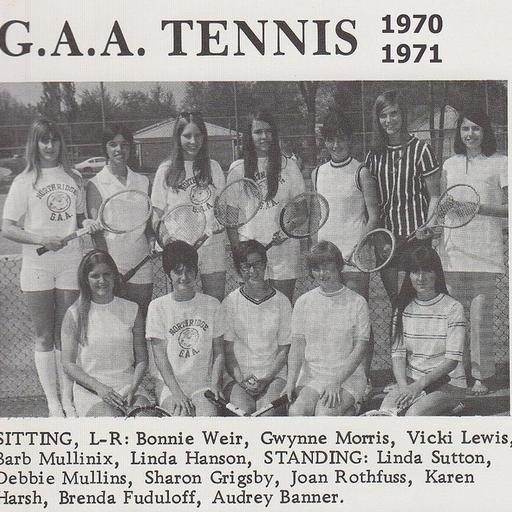 G.A.A. TENNIS
1970
1971
NORTHRIDGE
G.A.A.
NORTHRIDGE
G.A.A.
SITTING, L-R: Bonnie Weir, Gwynne Morris, Vicki Lewis,
Barb Mullinix, Linda Hanson, STANDING: Linda Sutton,
Debbie Mullins, Sharon Grigsby, Joan Rothfuss, Karen
Harsh, Brenda Fuduloff, Audrey Banner.